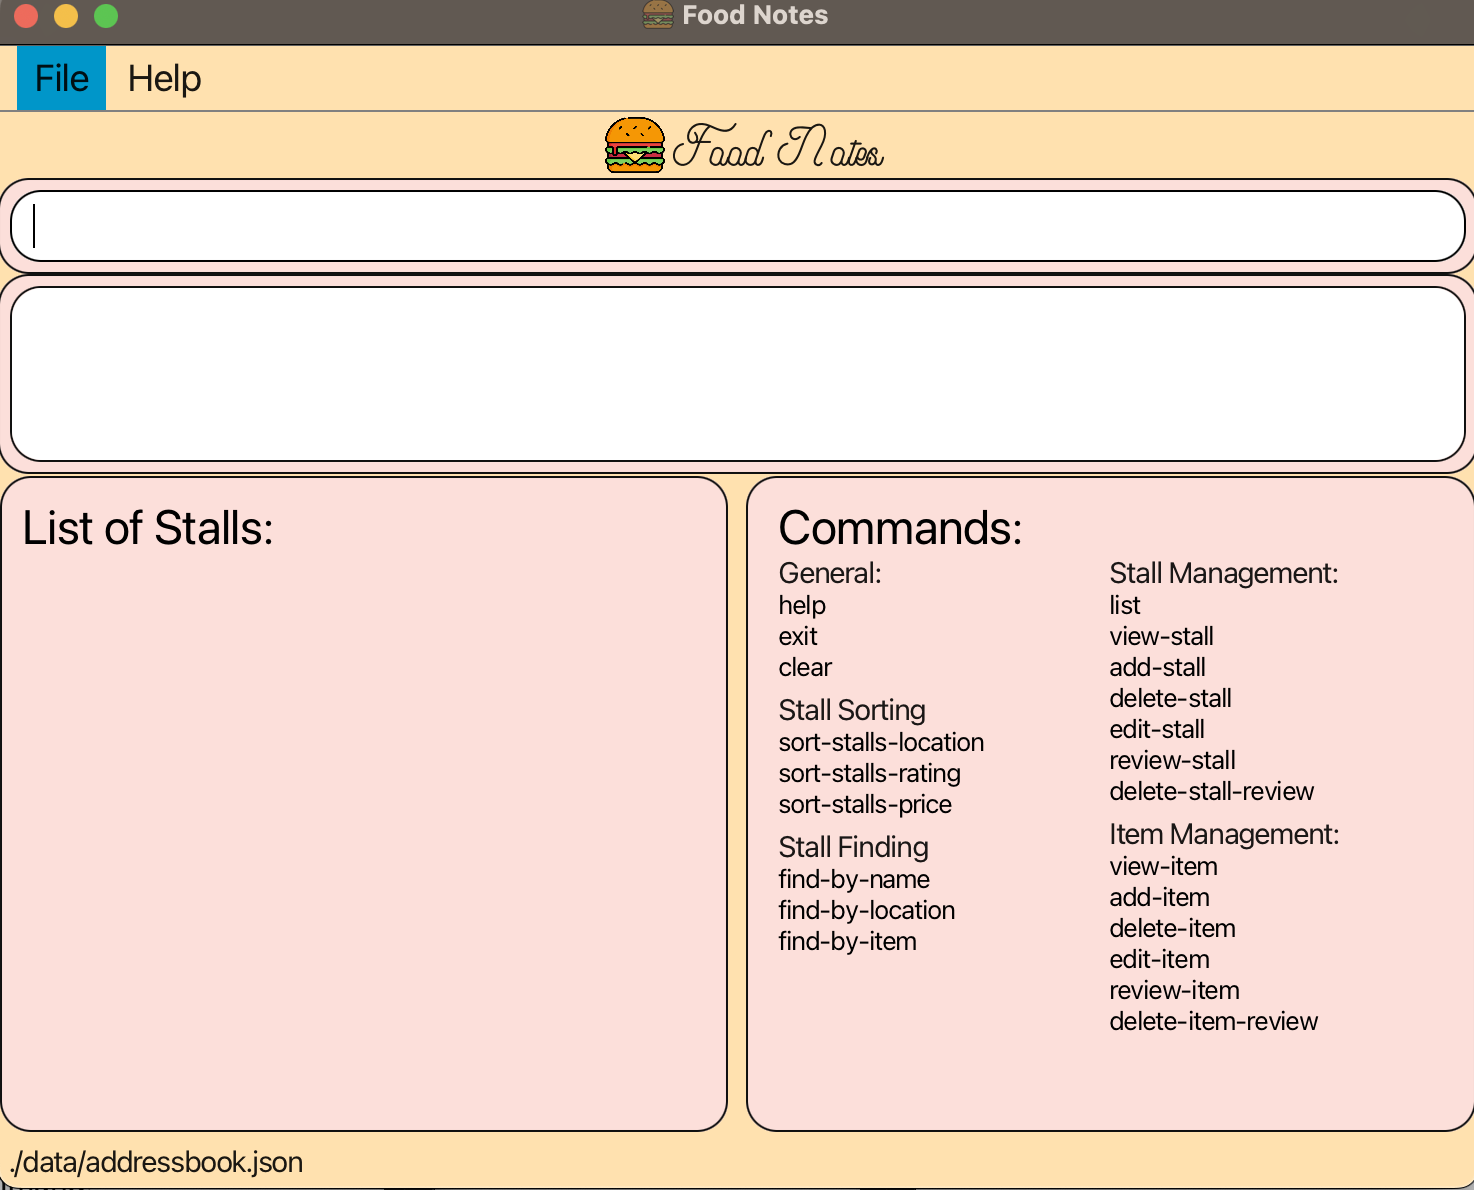 Food Notes
File Help
Food Notes
List of Stalls:
Commands:
General:
help
exit
clear
Stall Sorting
sort-stalls-location
sort-stalls-rating
sort-stalls-price
Stall Finding
find-by-name
find-by-location
find-by-item
Stall Management:
list
view-stall
add-stall
delete-stall
edit-stall
review-stall
delete-stall-review
Item Management:
view-item
add-item
delete-item
edit-item
review-item
delete-item-review
./data/addressbook.json